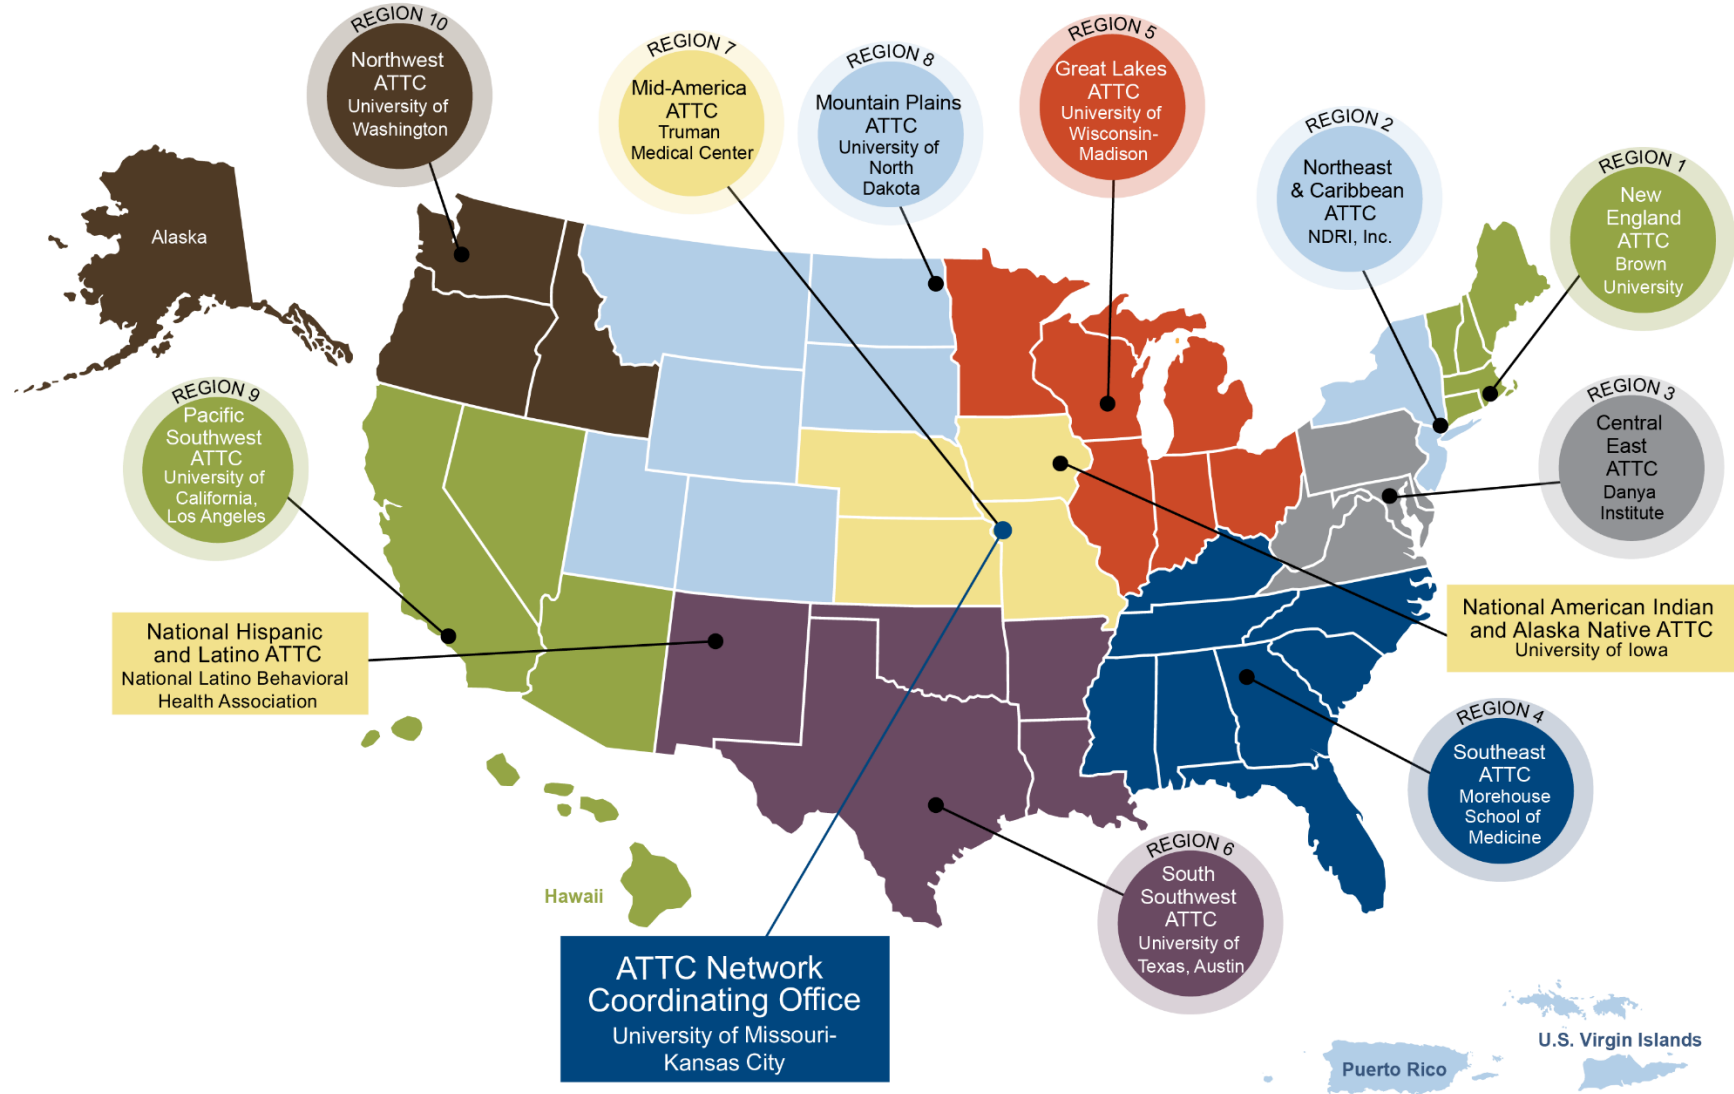 REGION 10
Northwest
ATTC
University of
Washington
REGION 7
Mid-America
ATTC
Truman
Medical Center
REGION 8
Mountain Plains
ATTC
University of
North
Dakota
REGION 5
Great Lakes
ATTC
University of
Wisconsin-
Madison
REGION 2
Northeast
& Caribbean
ATTC
NDRI, Inc.
REGION 1
New
England
ATTC
Brown
University
Alaska
REGION 9
Pacific
Southwest
ATTC
University of
California,
Los Angeles
REGION 3
Central
East
ATTC
Danya
Institute
National Hispanic
and Latino ATTC
National Latino Behavioral
Health Association
National American Indian
and Alaska Native ATTC
University of Iowa
REGION 4
Southeast
ATTC
Morehouse
School of
Medicine
REGION 6
South
Southwest
ATTC
University of
Texas, Austin
Hawaii
ATTC Network
Coordinating Office
University of Missouri-
Kansas City
U.S. Virgin Islands
Puerto Rico